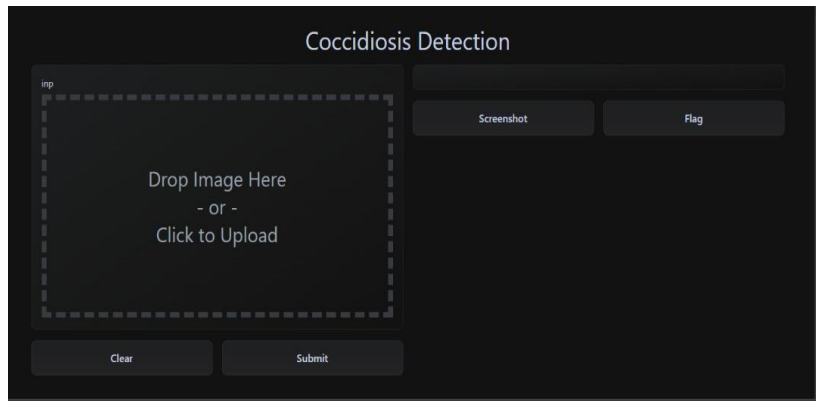 Coccidiosis Detection
inp
Drop Image Here
- or -
Click to Upload
Clear
Submit
Screenshot
Flag